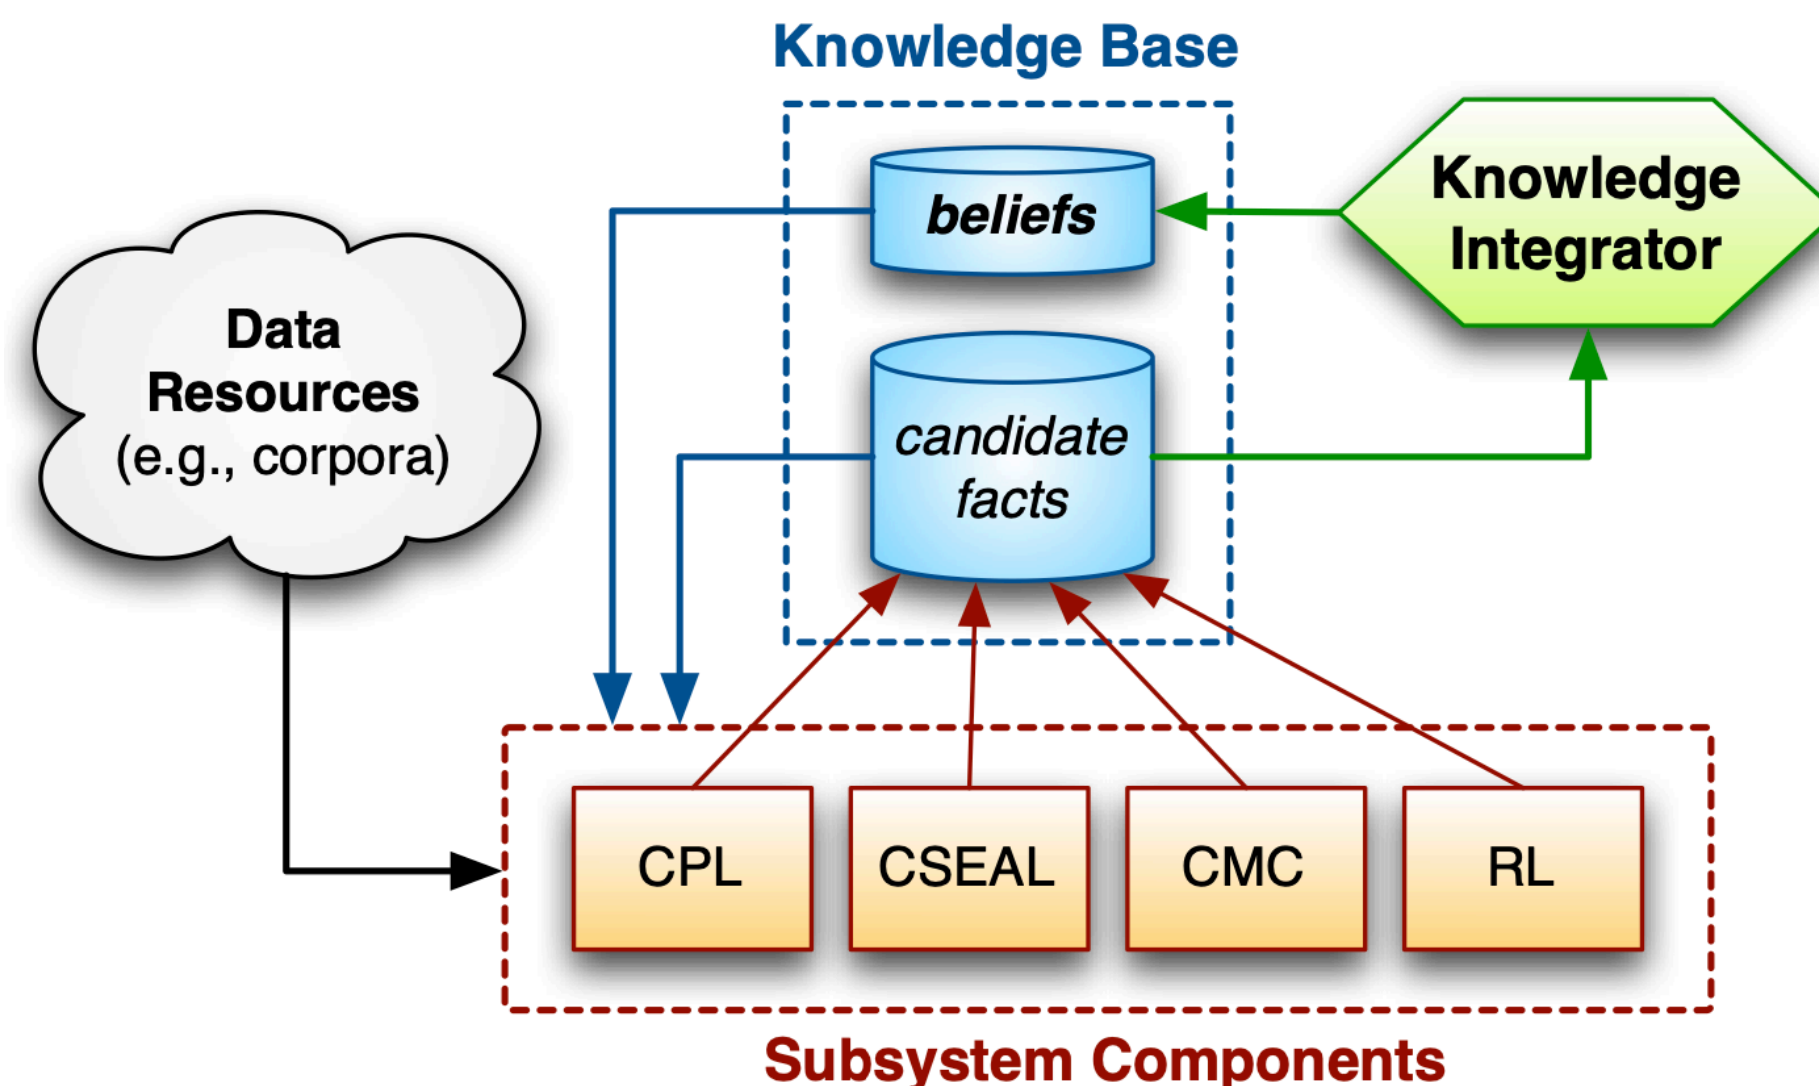 Knowledge Base
beliefs
Knowledge
Integrator
Data
Resources
(e.g., corpora)
candidate
facts
CPL
CSEAL
CMC
RL
Subsystem Components